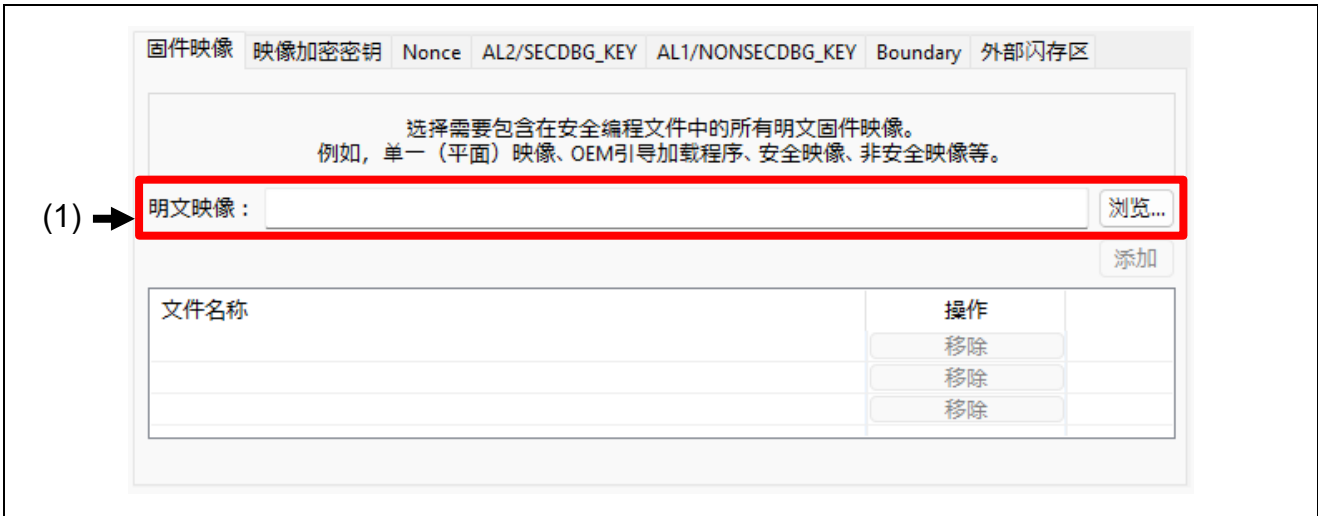 固件映像 映像加密密钥 Nonce AL2/SECDBG_KEY AL1/NONSECDBG_KEY Boundary 外部闪存区
选择需要包含在安全编程文件中的所有明文固件映像。
例如，单一（平面）映像、OEM引导加载程序、安全映像、非安全映像等。
(1) 明文映像： 浏览...
添加
文件名称 操作
移除
移除
移除